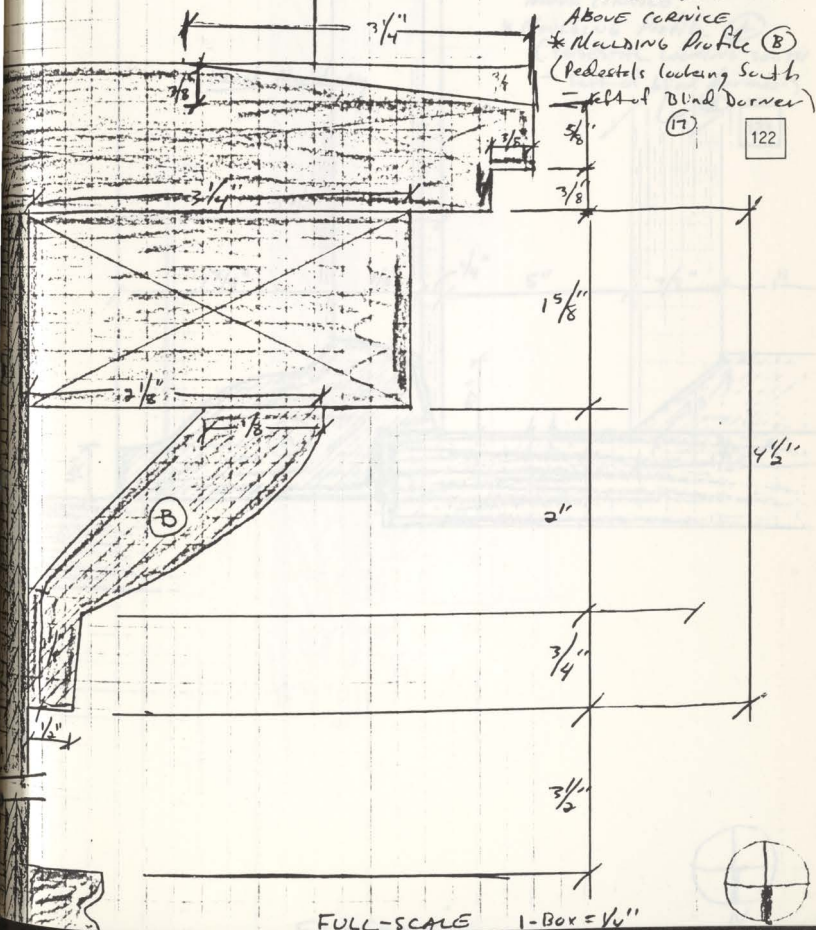 ABOVE CORNICE
* Moulding Profile (B)
(Pedestals looking South
- left of Blind Dormer)
(17)
122
3 1/4"
3/8
3/4
5/8"
3/8"
3/8"
3 1/4"
1 5/8"
2 1/8"
1/8
4 1/2"
B
2"
3/4"
1/2"
3 1/2"
FULL-SCALE 1-BOX = 1/4"